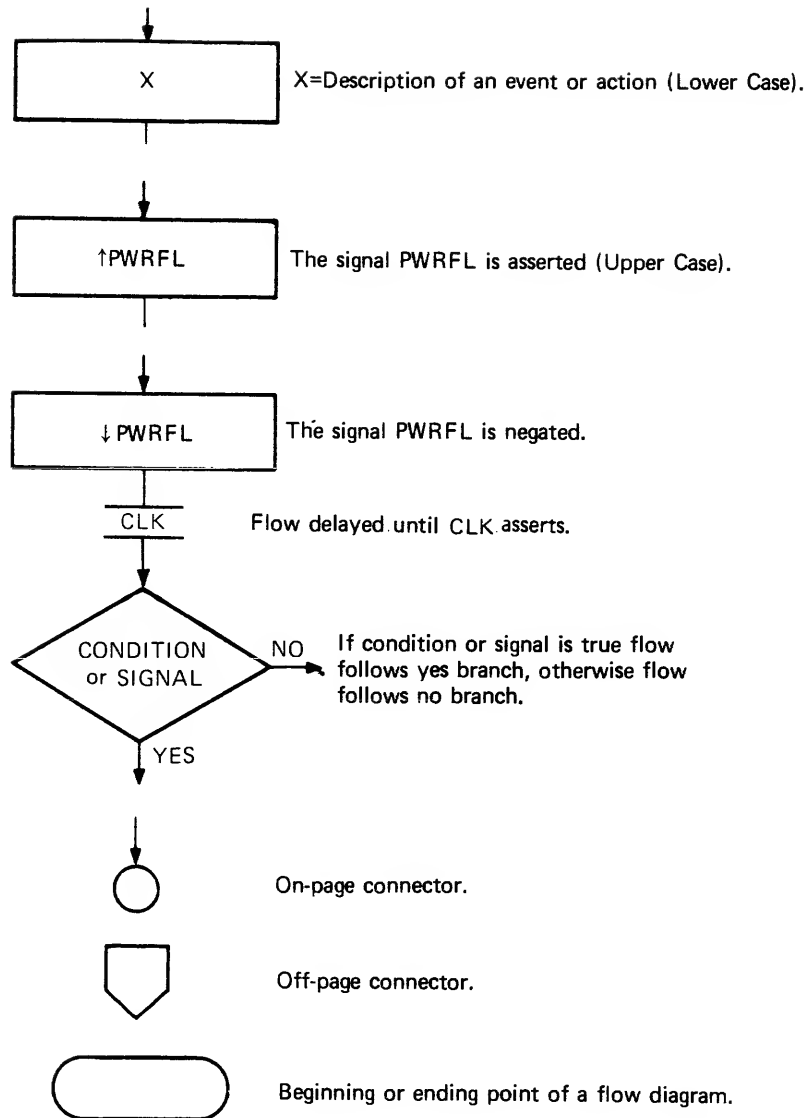 X X=Description of an event or action (Lower Case).
↑PWRFL The signal PWRFL is asserted (Upper Case).
↓PWRFL The signal PWRFL is negated.
CLK Flow delayed until CLK asserts.
CONDITION
or SIGNAL
NO
If condition or signal is true flow
follows yes branch, otherwise flow
follows no branch.
YES
On-page connector.
Off-page connector.
Beginning or ending point of a flow diagram.